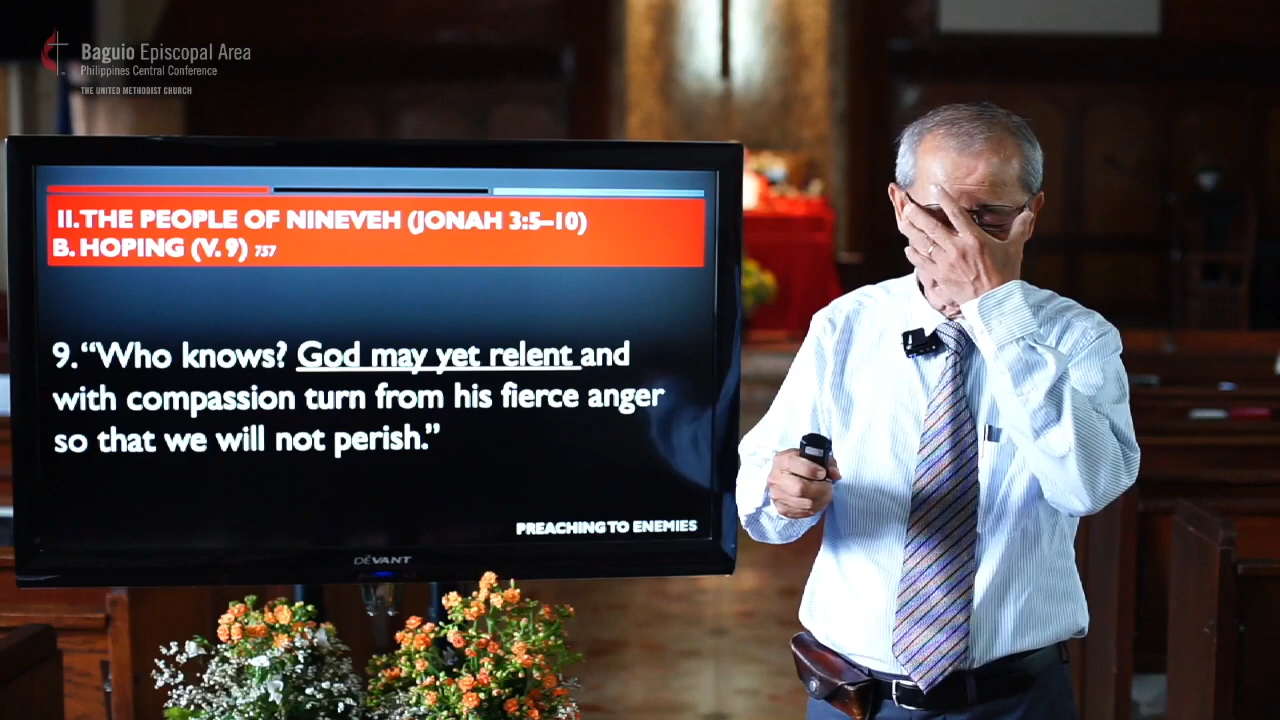 Baguio Episcopal Area
Philippines Central Conference
THE UNITED METHODIST CHURCH
II. THE PEOPLE OF NINEVEH (JONAH 3:5–10)
B. HOPING (V. 9) 757
9. “Who knows? God may yet relent and
with compassion turn from his fierce anger
so that we will not perish.”
PREACHING TO ENEMIES
DEVANT